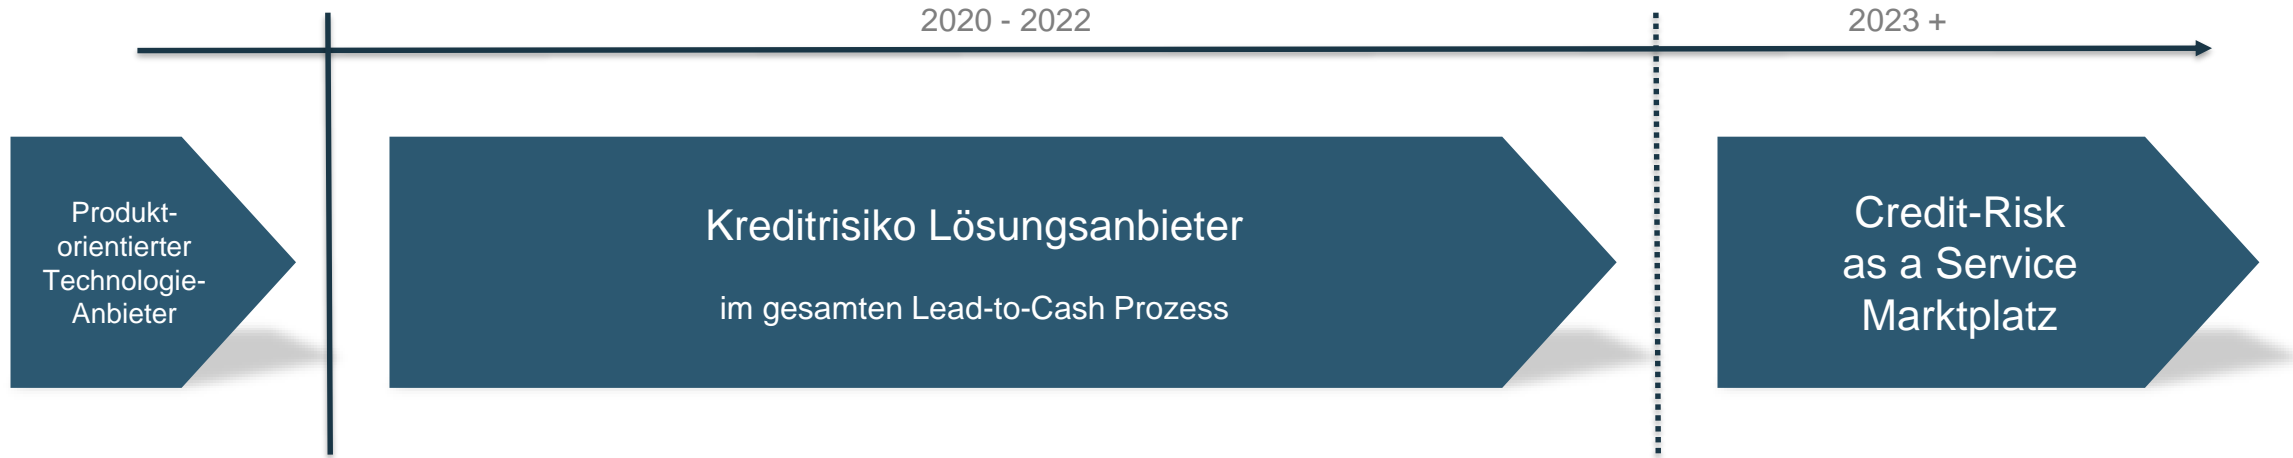 2020 - 2022
2023 +
Produkt-
orientierter
Technologie-
Anbieter
Kreditrisiko Lösungsanbieter
im gesamten Lead-to-Cash Prozess
Credit-Risk
as a Service
Marktplatz